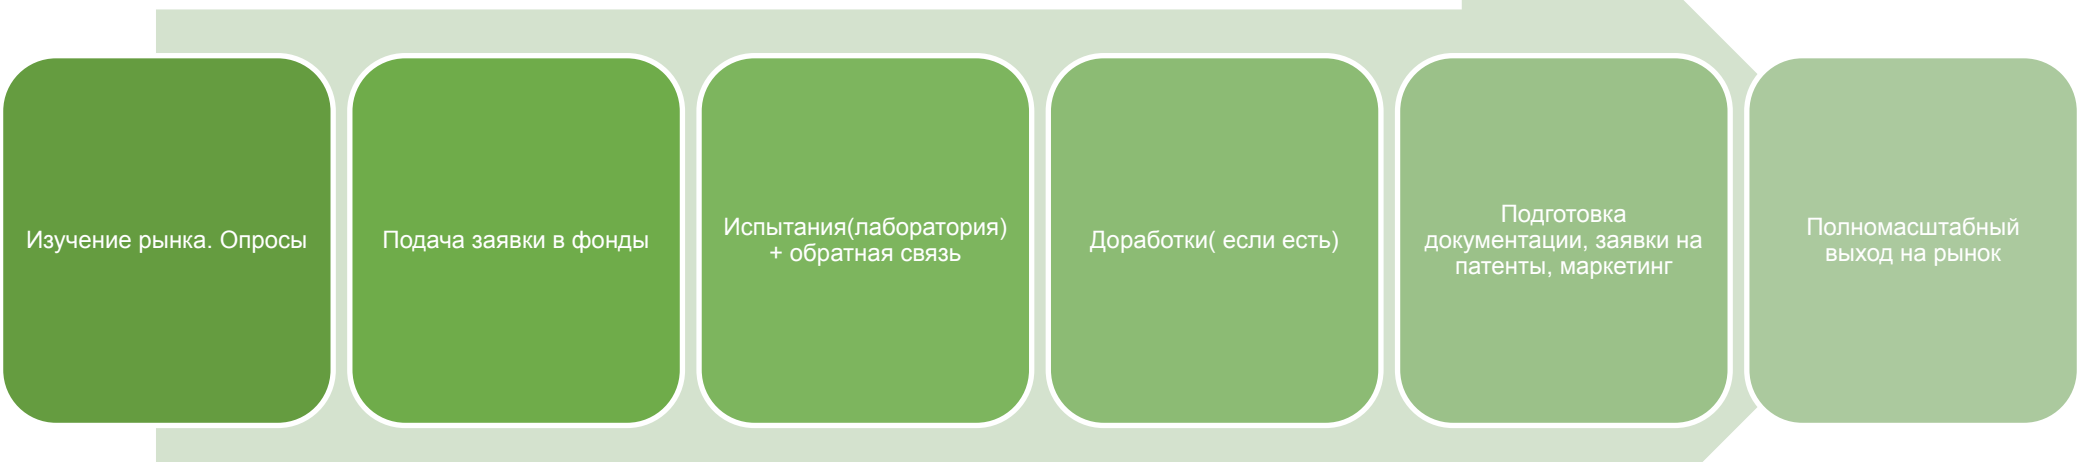 Изучение рынка. Опросы
Подача заявки в фонды
Испытания(лаборатория)
+ обратная связь
Доработки( если есть)
Подготовка
документации, заявки на
патенты, маркетинг
Полномасштабный
выход на рынок